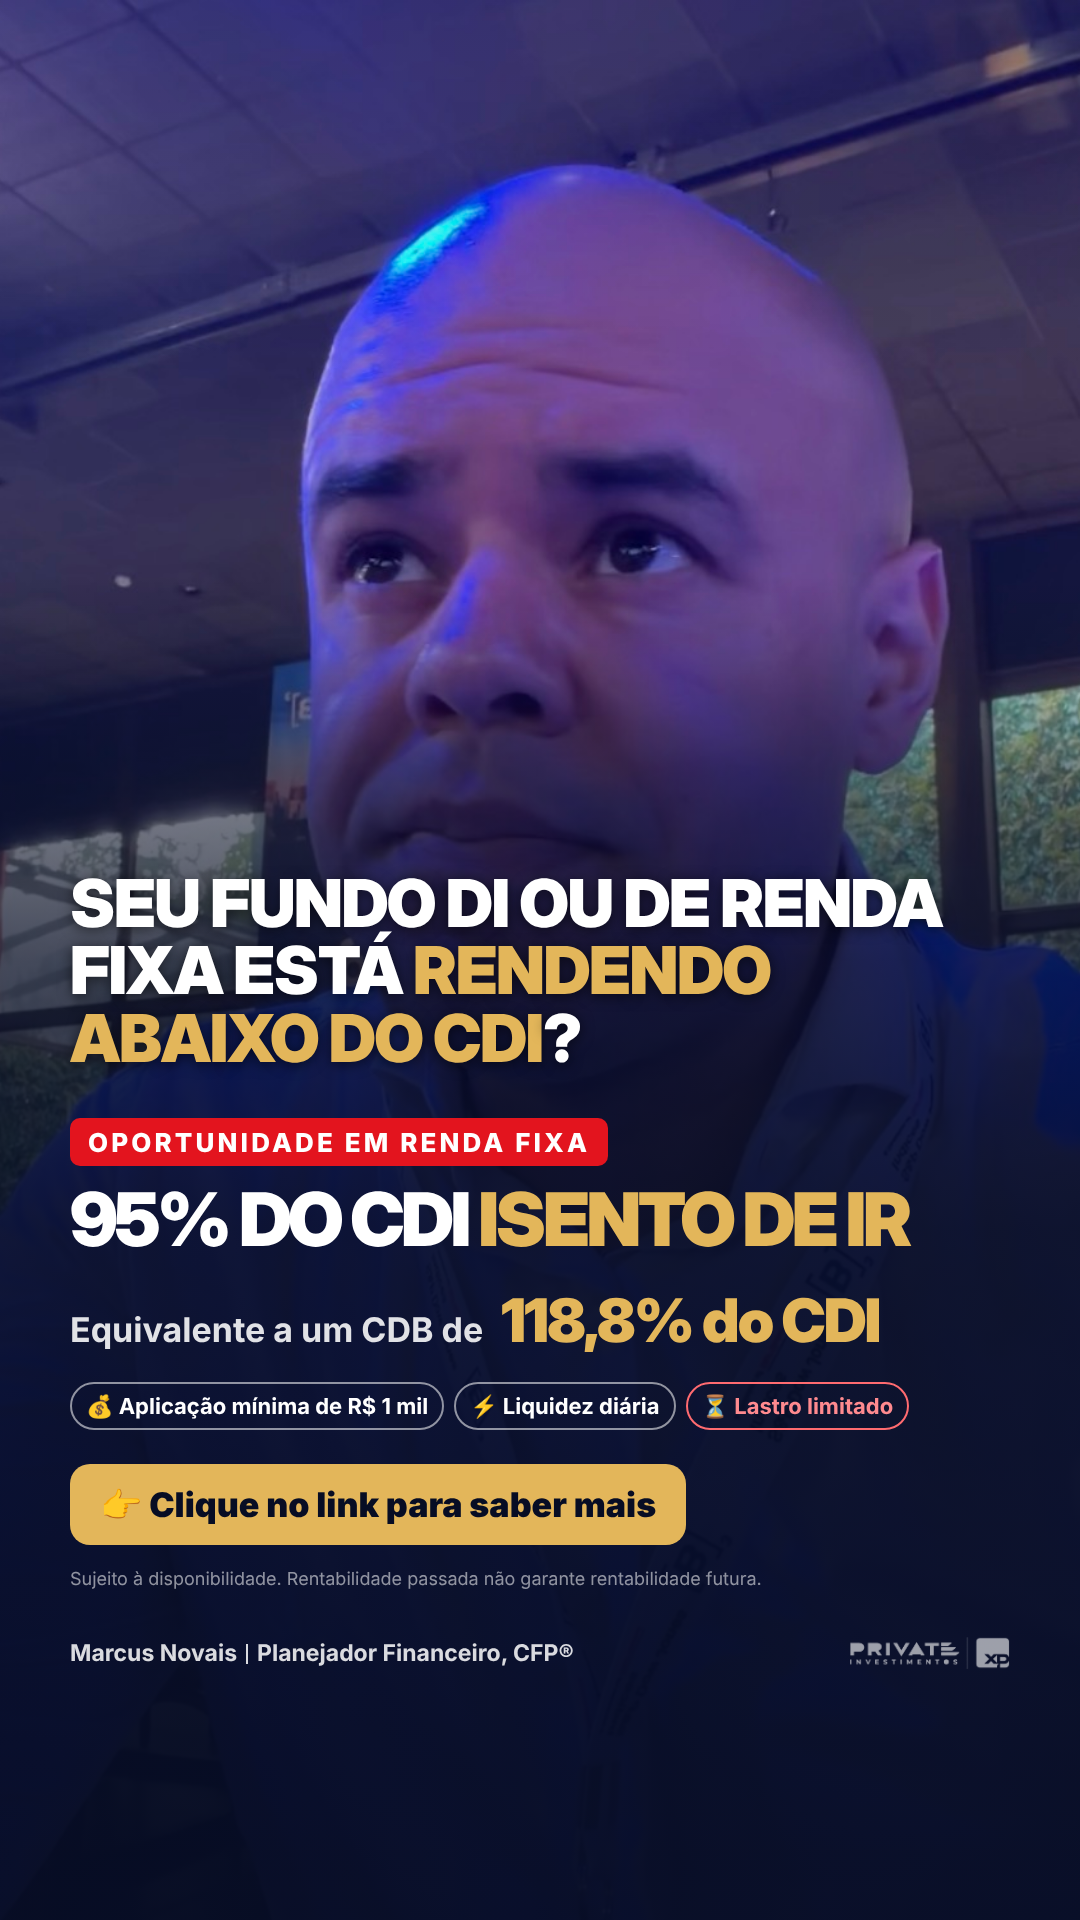 SEU FUNDO DI OU DE RENDA
FIXA ESTÁ RENDENDO
ABAIXO DO CDI?
OPORTUNIDADE EM RENDA FIXA
95% DO CDI ISENTO DE IR
Equivalente a um CDB de 118,8% do CDI
💰 Aplicação mínima de R$ 1 mil
⚡ Liquidez diária
⏳ Lastro limitado
👉 Clique no link para saber mais
Sujeito à disponibilidade. Rentabilidade passada não garante rentabilidade futura.
Marcus Novais | Planejador Financeiro, CFP®
PRIVATE
INVESTIMENTOS
XP